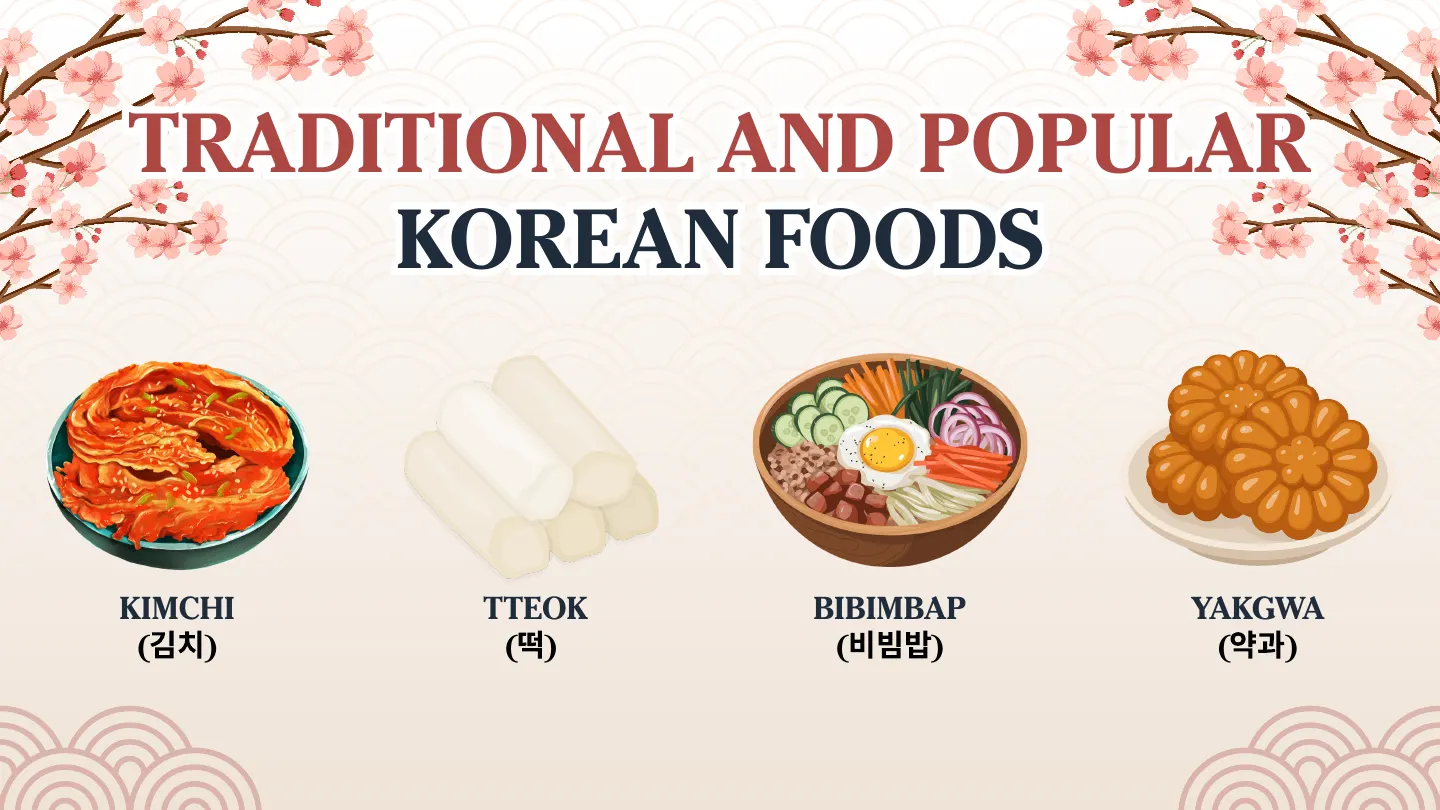 TRADITIONAL AND POPULAR
KOREAN FOODS
KIMCHI
(김치)
TTEOK
(떡)
BIBIMBAP
(비빔밥)
YAKGWA
(약과)